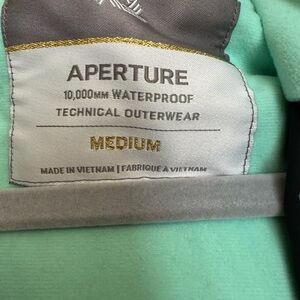 APERTURE
10,000MM WATERPROOF
TECHNICAL OUTERWEAR
MEDIUM
MADE IN VIETNAM | FABRIQUÉ À VIETNAM